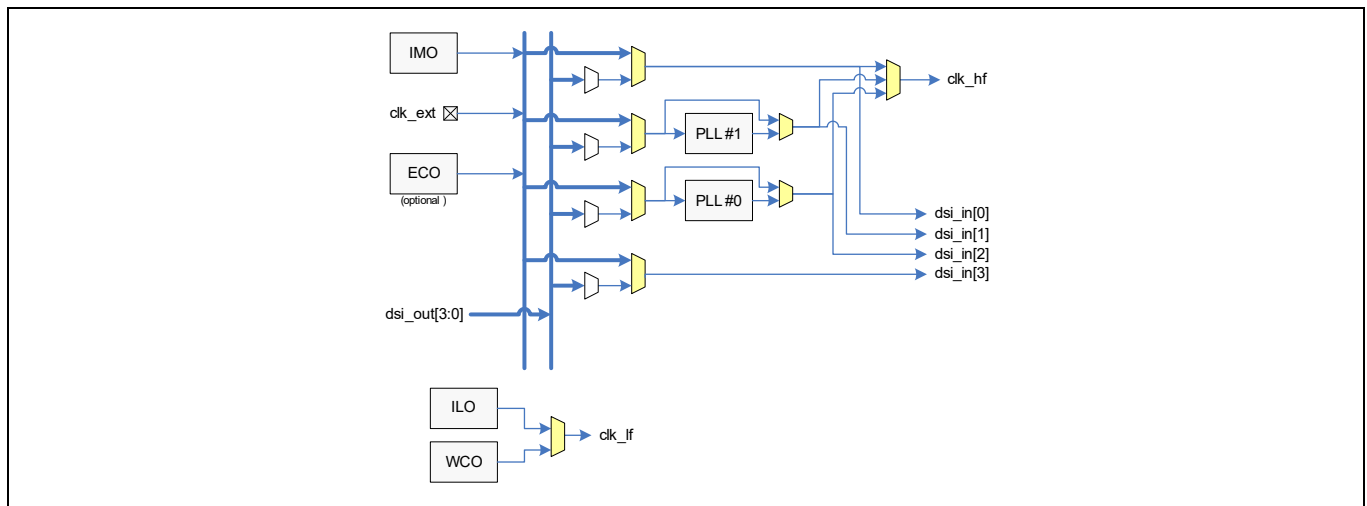 IMO
clk_hf
clk_ext
PLL #1
ECO
(optional )
PLL #0
dsi_in[0]
dsi_in[1]
dsi_in[2]
dsi_in[3]
dsi_out[3:0]
ILO
clk_lf
WCO